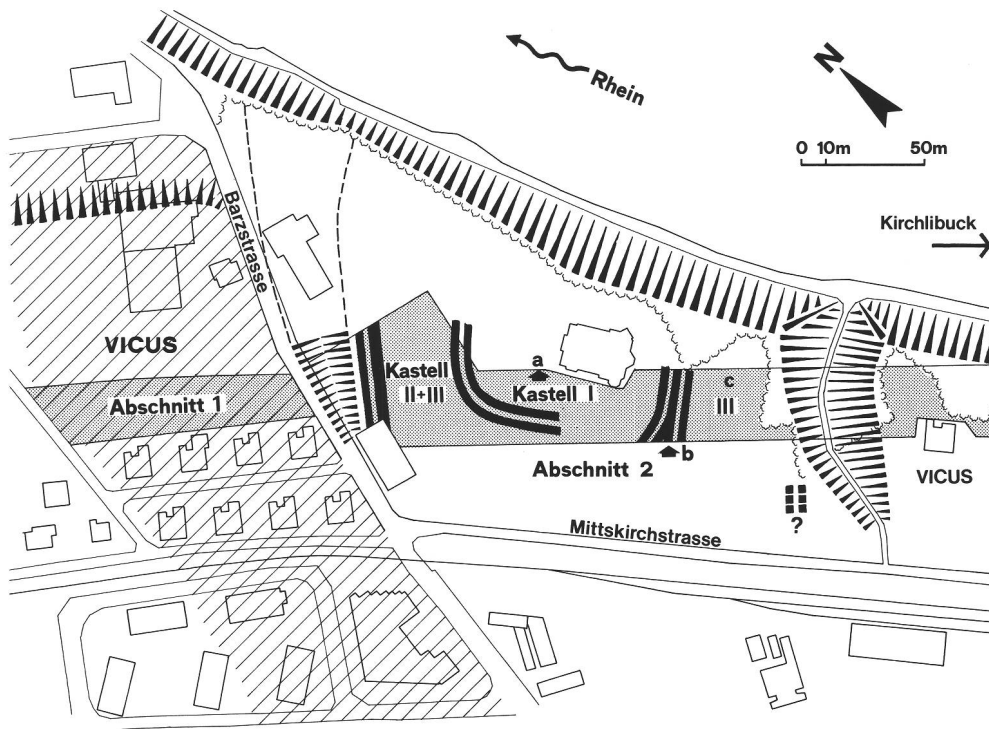 Rhein
N
0 10m 50m
Kirchlibuck
Barzstrasse
VICUS
Abschnitt 1
Kastell
II+III
a
Kastell I
c
III
b
Abschnitt 2
VICUS
?
Mittskirchstrasse